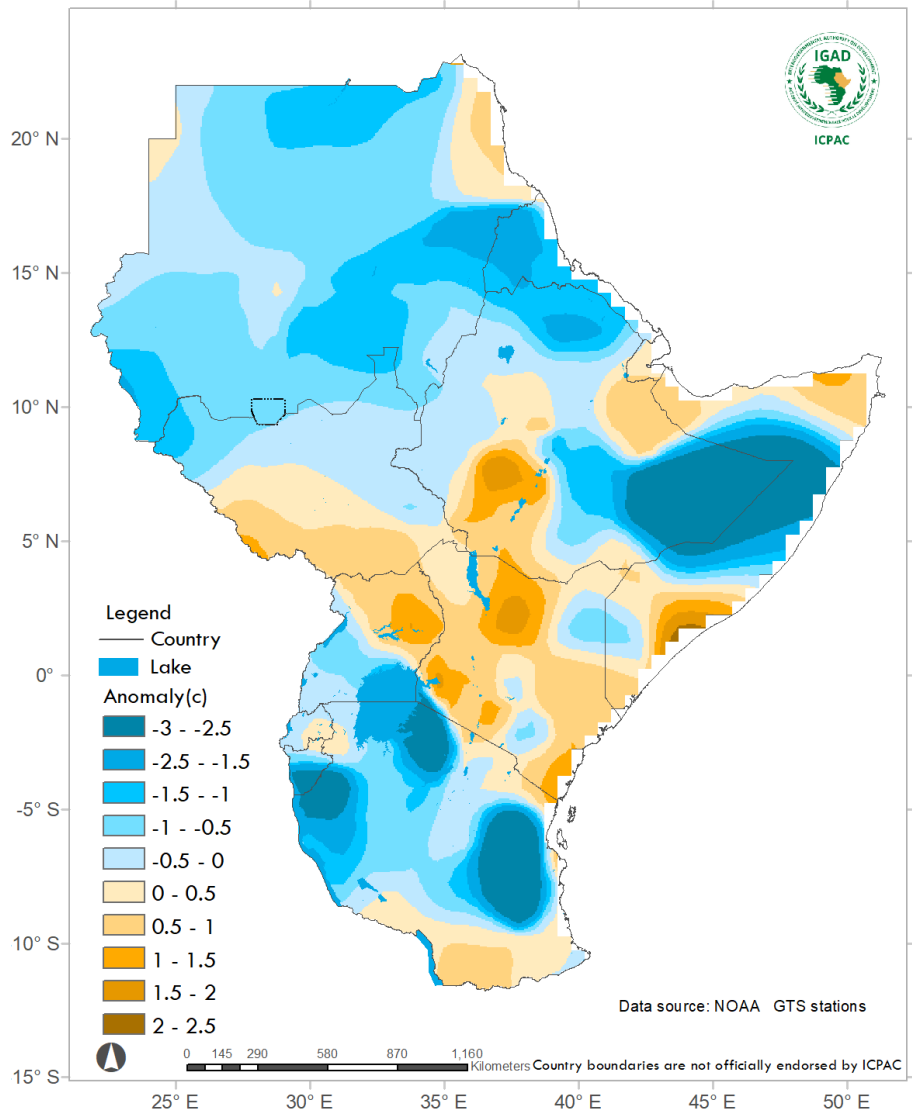 IGAD
ICPAC
20° N
15° N
10° N
5° N
0°
-5° S
10° S
15° S
Legend
Country
Lake
Anomaly(c)
-3 - -2.5
-2.5 - -1.5
-1.5 - -1
-1 - -0.5
-0.5 - 0
0 - 0.5
0.5 - 1
1 - 1.5
1.5 - 2
2 - 2.5
Data source: NOAA GTS stations
0 145 290 580 870 1,160
Kilometers
Country boundaries are not officially endorsed by ICPAC
25° E 30° E 35° E 40° E 45° E 50° E